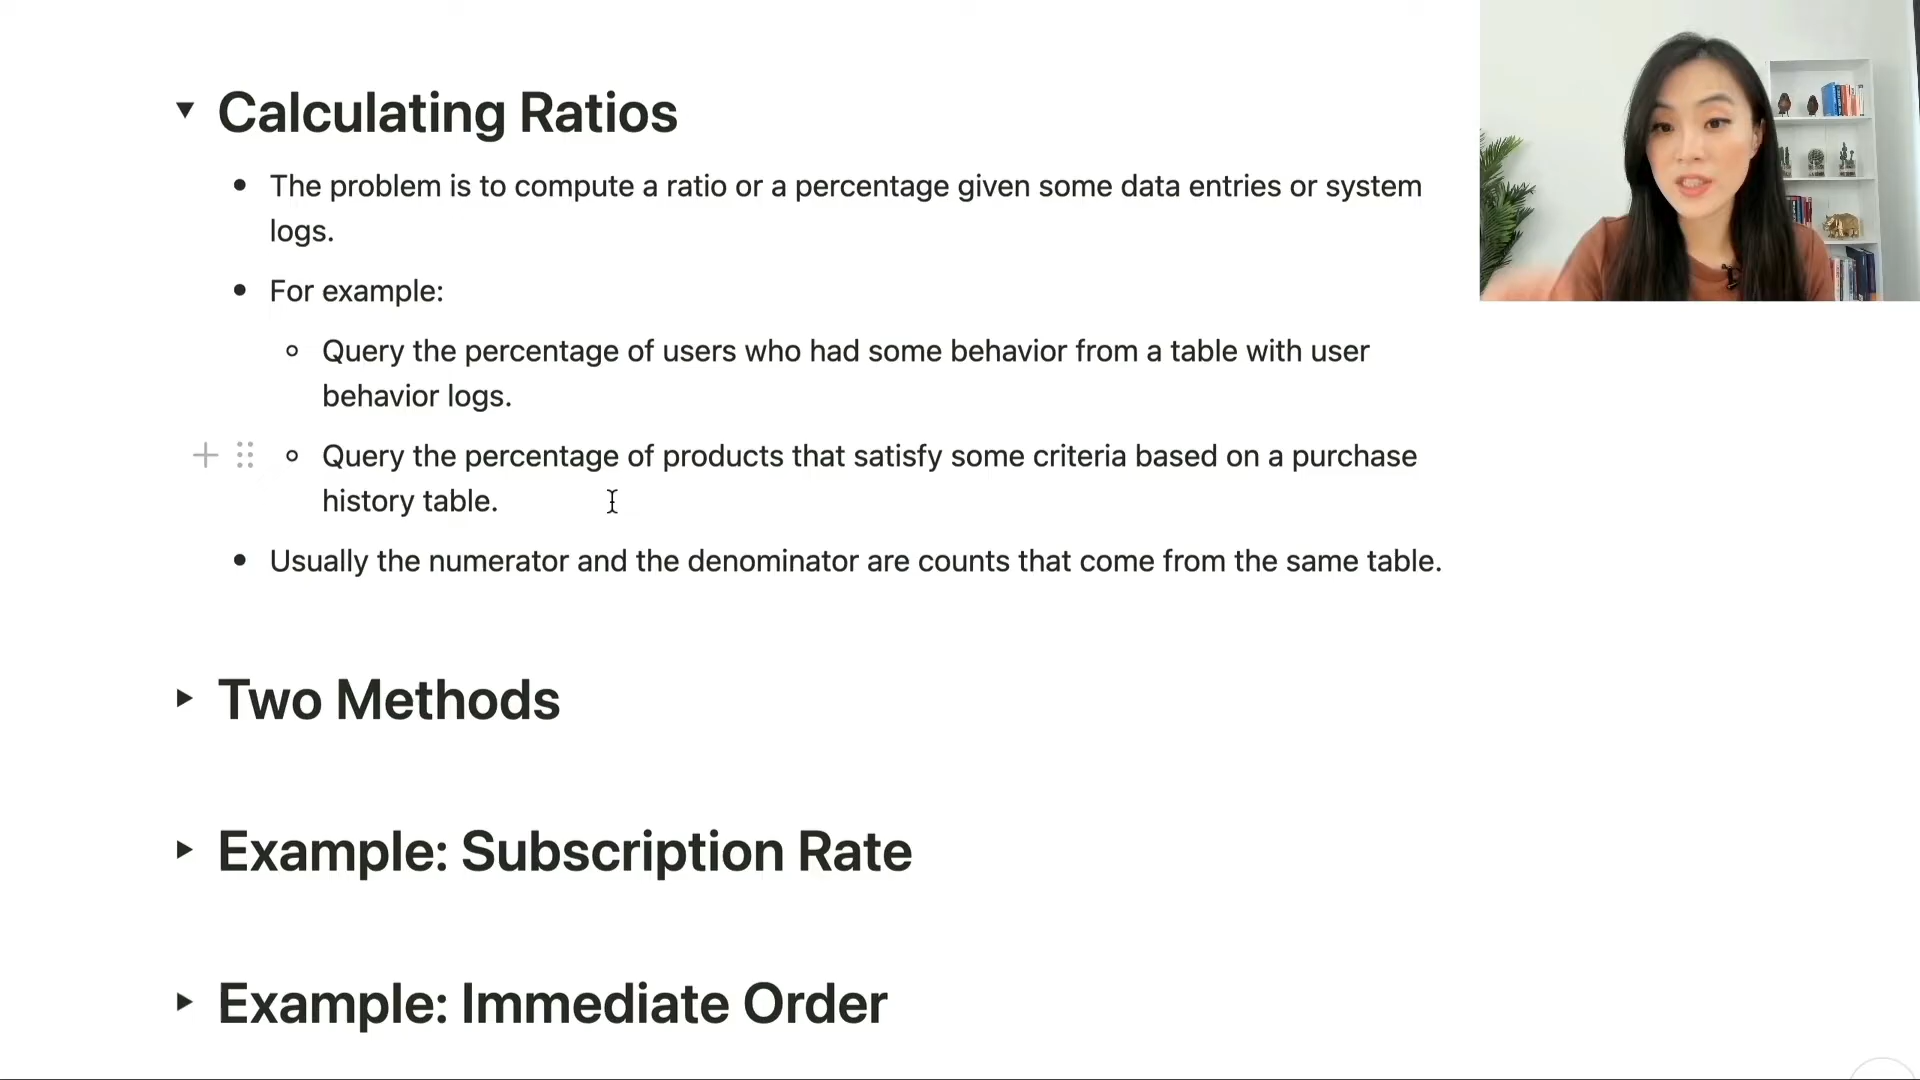 Calculating Ratios
The problem is to compute a ratio or a percentage given some data entries or system
logs.
For example:
Query the percentage of users who had some behavior from a table with user
behavior logs.
Query the percentage of products that satisfy some criteria based on a purchase
history table.
Usually the numerator and the denominator are counts that come from the same table.
Two Methods
Example: Subscription Rate
Example: Immediate Order